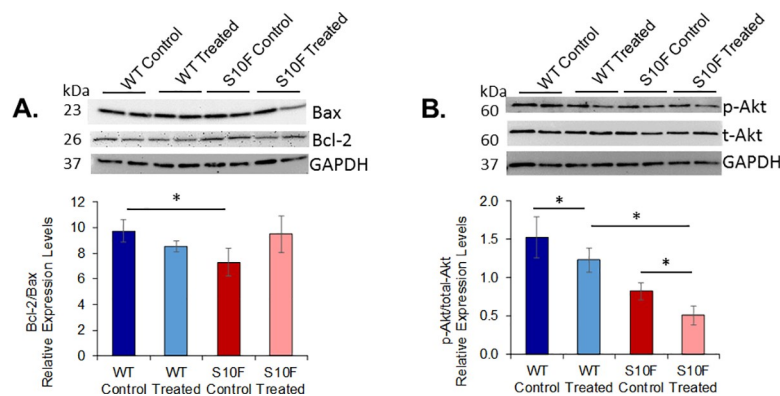 A.
WT Control
WT Treated
S10F Control
S10F Treated
kDa
23
Bax
26
Bcl-2
37
GAPDH
Bcl-2/Bax
Relative Expression Levels
12
10
8
6
4
2
0
*
WT
Control
WT
Treated
S10F
Control
S10F
Treated
B.
WT Control
WT Treated
S10F Control
S10F Treated
kDa
60
p-Akt
60
t-Akt
37
GAPDH
p-Akt/total-Akt
Relative Expression Levels
2.0
1.5
1.0
0.5
0.0
*
*
*
WT
Control
WT
Treated
S10F
Control
S10F
Treated